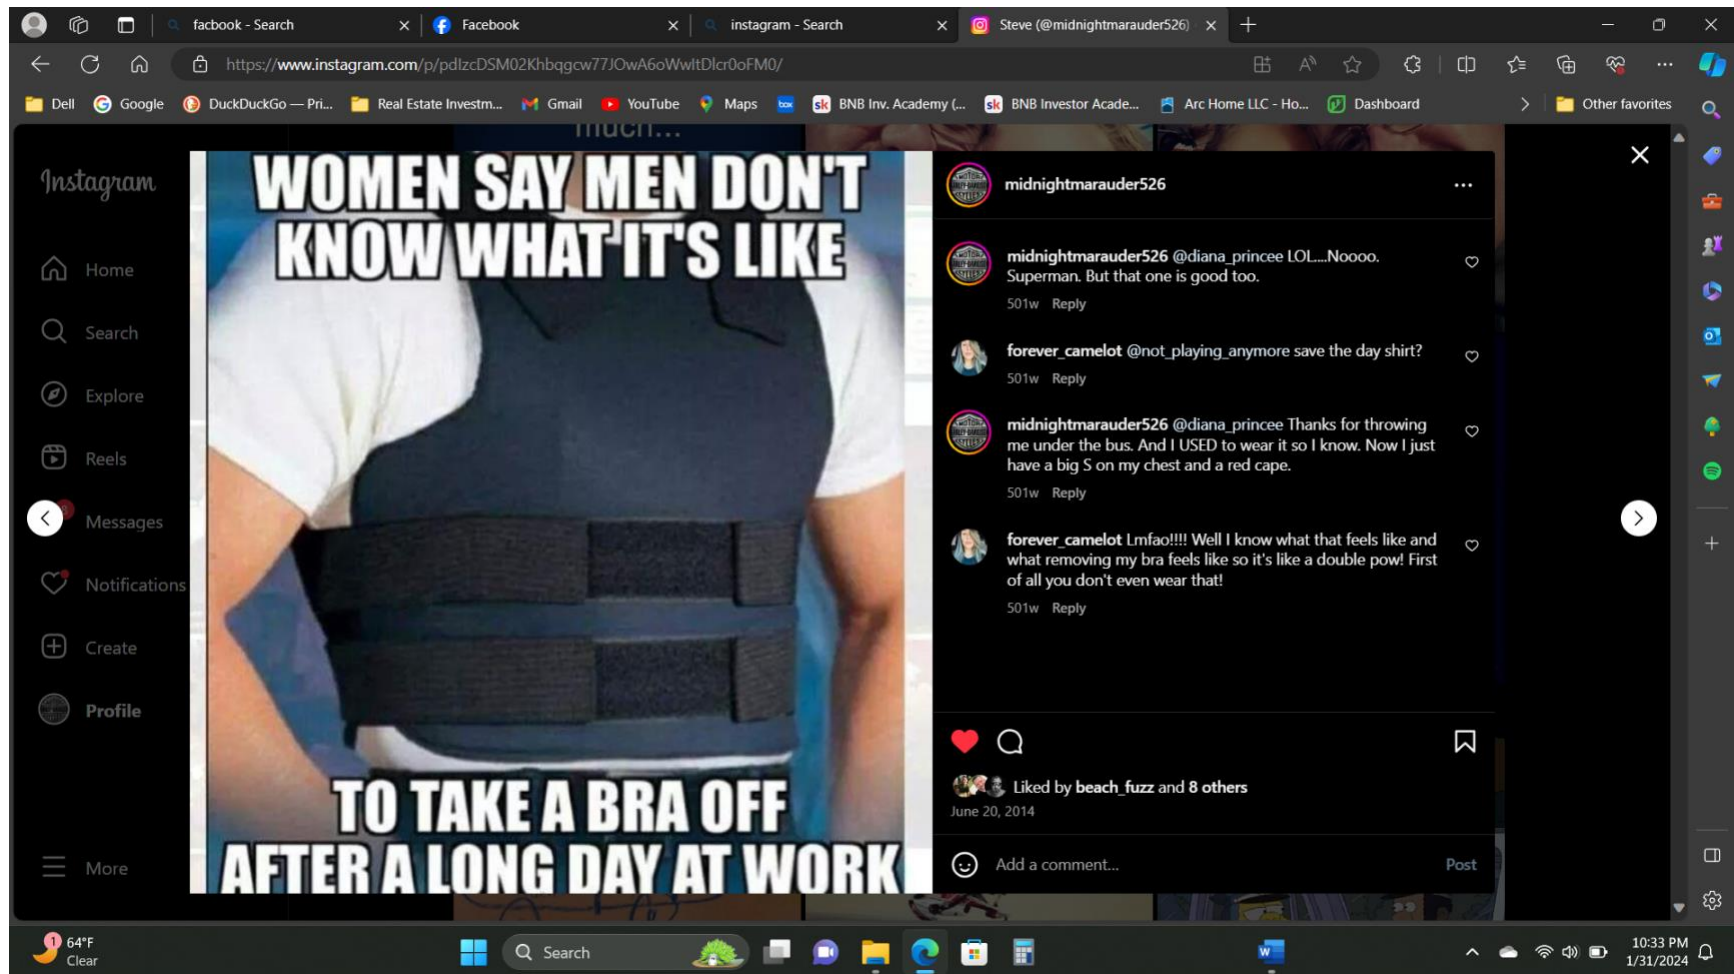 facbook - Search
Facebook
instagram - Search
Steve (@midnightmarauder526)
https://www.instagram.com/p/pdIzcDSM02Khbqgcw77JOwA6oWwItDlcr0oFM0/
Dell
Google
DuckDuckGo — Pri...
Real Estate Investm...
Gmail
YouTube
Maps
box
sk
BNB Inv. Academy (...
sk
BNB Investor Acade...
Arc Home LLC - Ho...
Dashboard
Other favorites
much...
Instagram
Home
Search
Explore
Reels
Messages
Notifications
Create
Profile
More
WOMEN SAY MEN DON'T
KNOW WHAT IT'S LIKE
TO TAKE A BRA OFF
AFTER A LONG DAY AT WORK
midnightmarauder526
midnightmarauder526 @diana_princee LOL....Noooo.
Superman. But that one is good too.
501w Reply
forever_camelot @not_playing_anymore save the day shirt?
501w Reply
midnightmarauder526 @diana_princee Thanks for throwing
me under the bus. And I USED to wear it so I know. Now I just
have a big S on my chest and a red cape.
501w Reply
forever_camelot Lmfao!!!! Well I know what that feels like and
what removing my bra feels like so it's like a double pow! First
of all you don't even wear that!
501w Reply
Liked by beach_fuzz and 8 others
June 20, 2014
Add a comment...
Post
1
64°F
Clear
Search
10:33 PM
1/31/2024